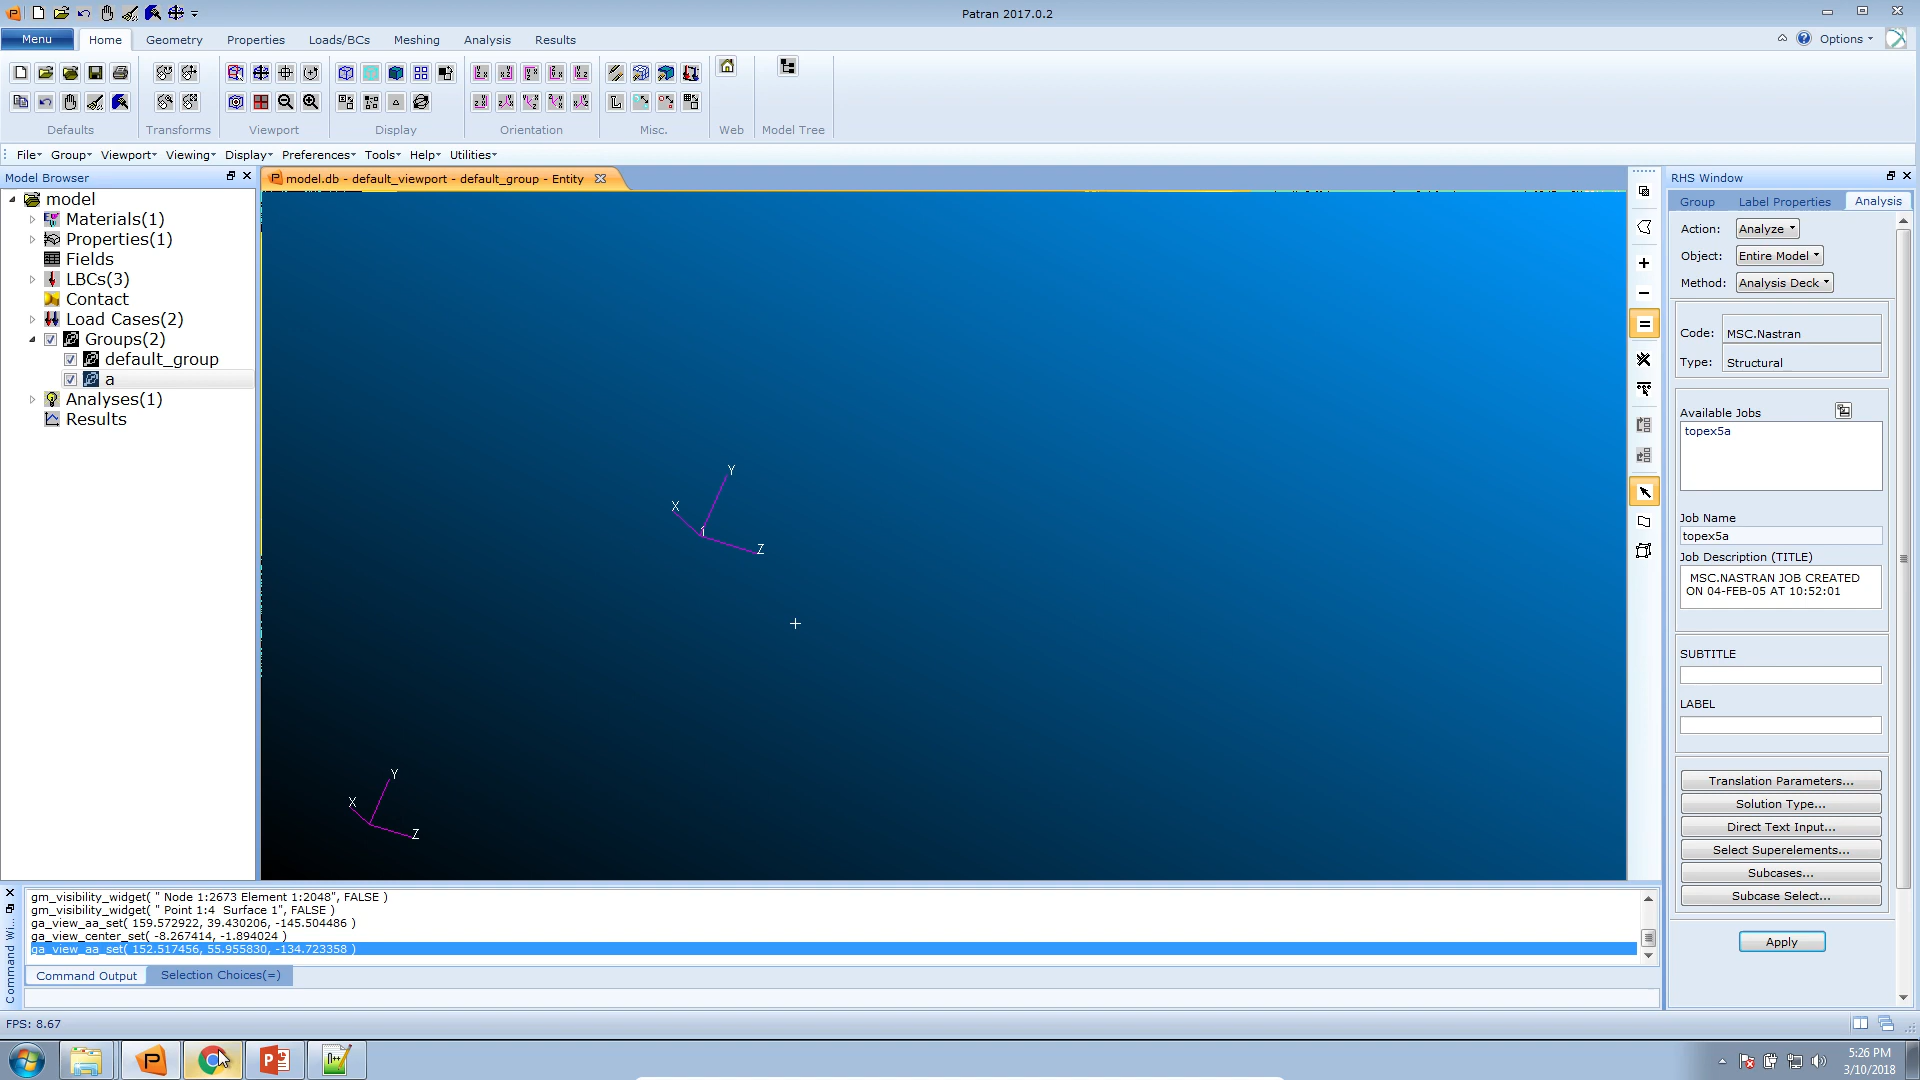 Patran 2017.0.2
Menu Home Geometry Properties Loads/BCs Meshing Analysis Results Options
Defaults Transforms Viewport Display Orientation Misc. Web Model Tree
File Group Viewport Viewing Display Preferences Tools Help Utilities
Model Browser
model
Materials(1)
Properties(1)
Fields
LBCs(3)
Contact
Load Cases(2)
Groups(2)
default_group
a
Analyses(1)
Results
model.db - default_viewport - default_group - Entity
Y
X
1
Z
Y
X
Z
RHS Window
Group Label Properties Analysis
Action: Analyze
Object: Entire Model
Method: Analysis Deck
Code: MSC.Nastran
Type: Structural
Available Jobs
topex5a
Job Name
topex5a
Job Description (TITLE)
MSC.NASTRAN JOB CREATED
ON 04-FEB-05 AT 10:52:01
SUBTITLE
LABEL
Translation Parameters...
Solution Type...
Direct Text Input...
Select Superelements...
Subcases...
Subcase Select...
Apply
Command Wi...
gm_visibility_widget( " Node 1:2673 Element 1:2048", FALSE )
gm_visibility_widget( " Point 1:4  Surface 1", FALSE )
ga_view_aa_set( 159.572922, 39.430206, -145.504486 )
ga_view_center_set( -8.267414, -1.894024 )
ga_view_aa_set( 152.517456, 55.955830, -134.723358 )
Command Output Selection Choices(=)
FPS: 8.67
5:26 PM
3/10/2018